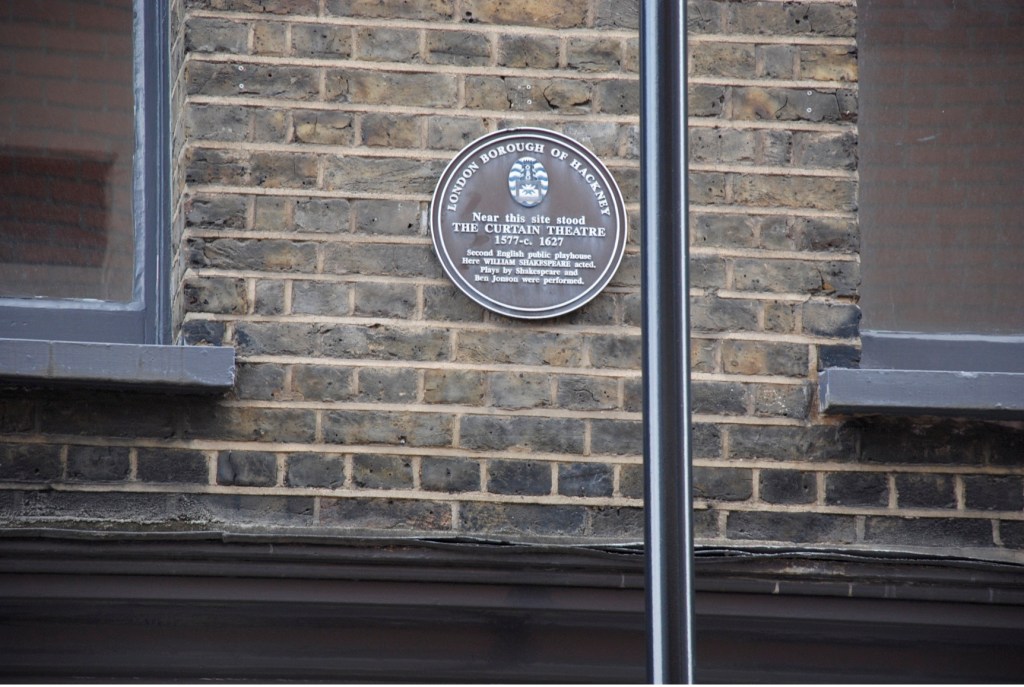 LONDON BOROUGH OF HACKNEY
Near this site stood
THE CURTAIN THEATRE
1577-c. 1627
Second English public playhouse
Here WILLIAM SHAKESPEARE acted.
Plays by Shakespeare and
Ben Jonson were performed.